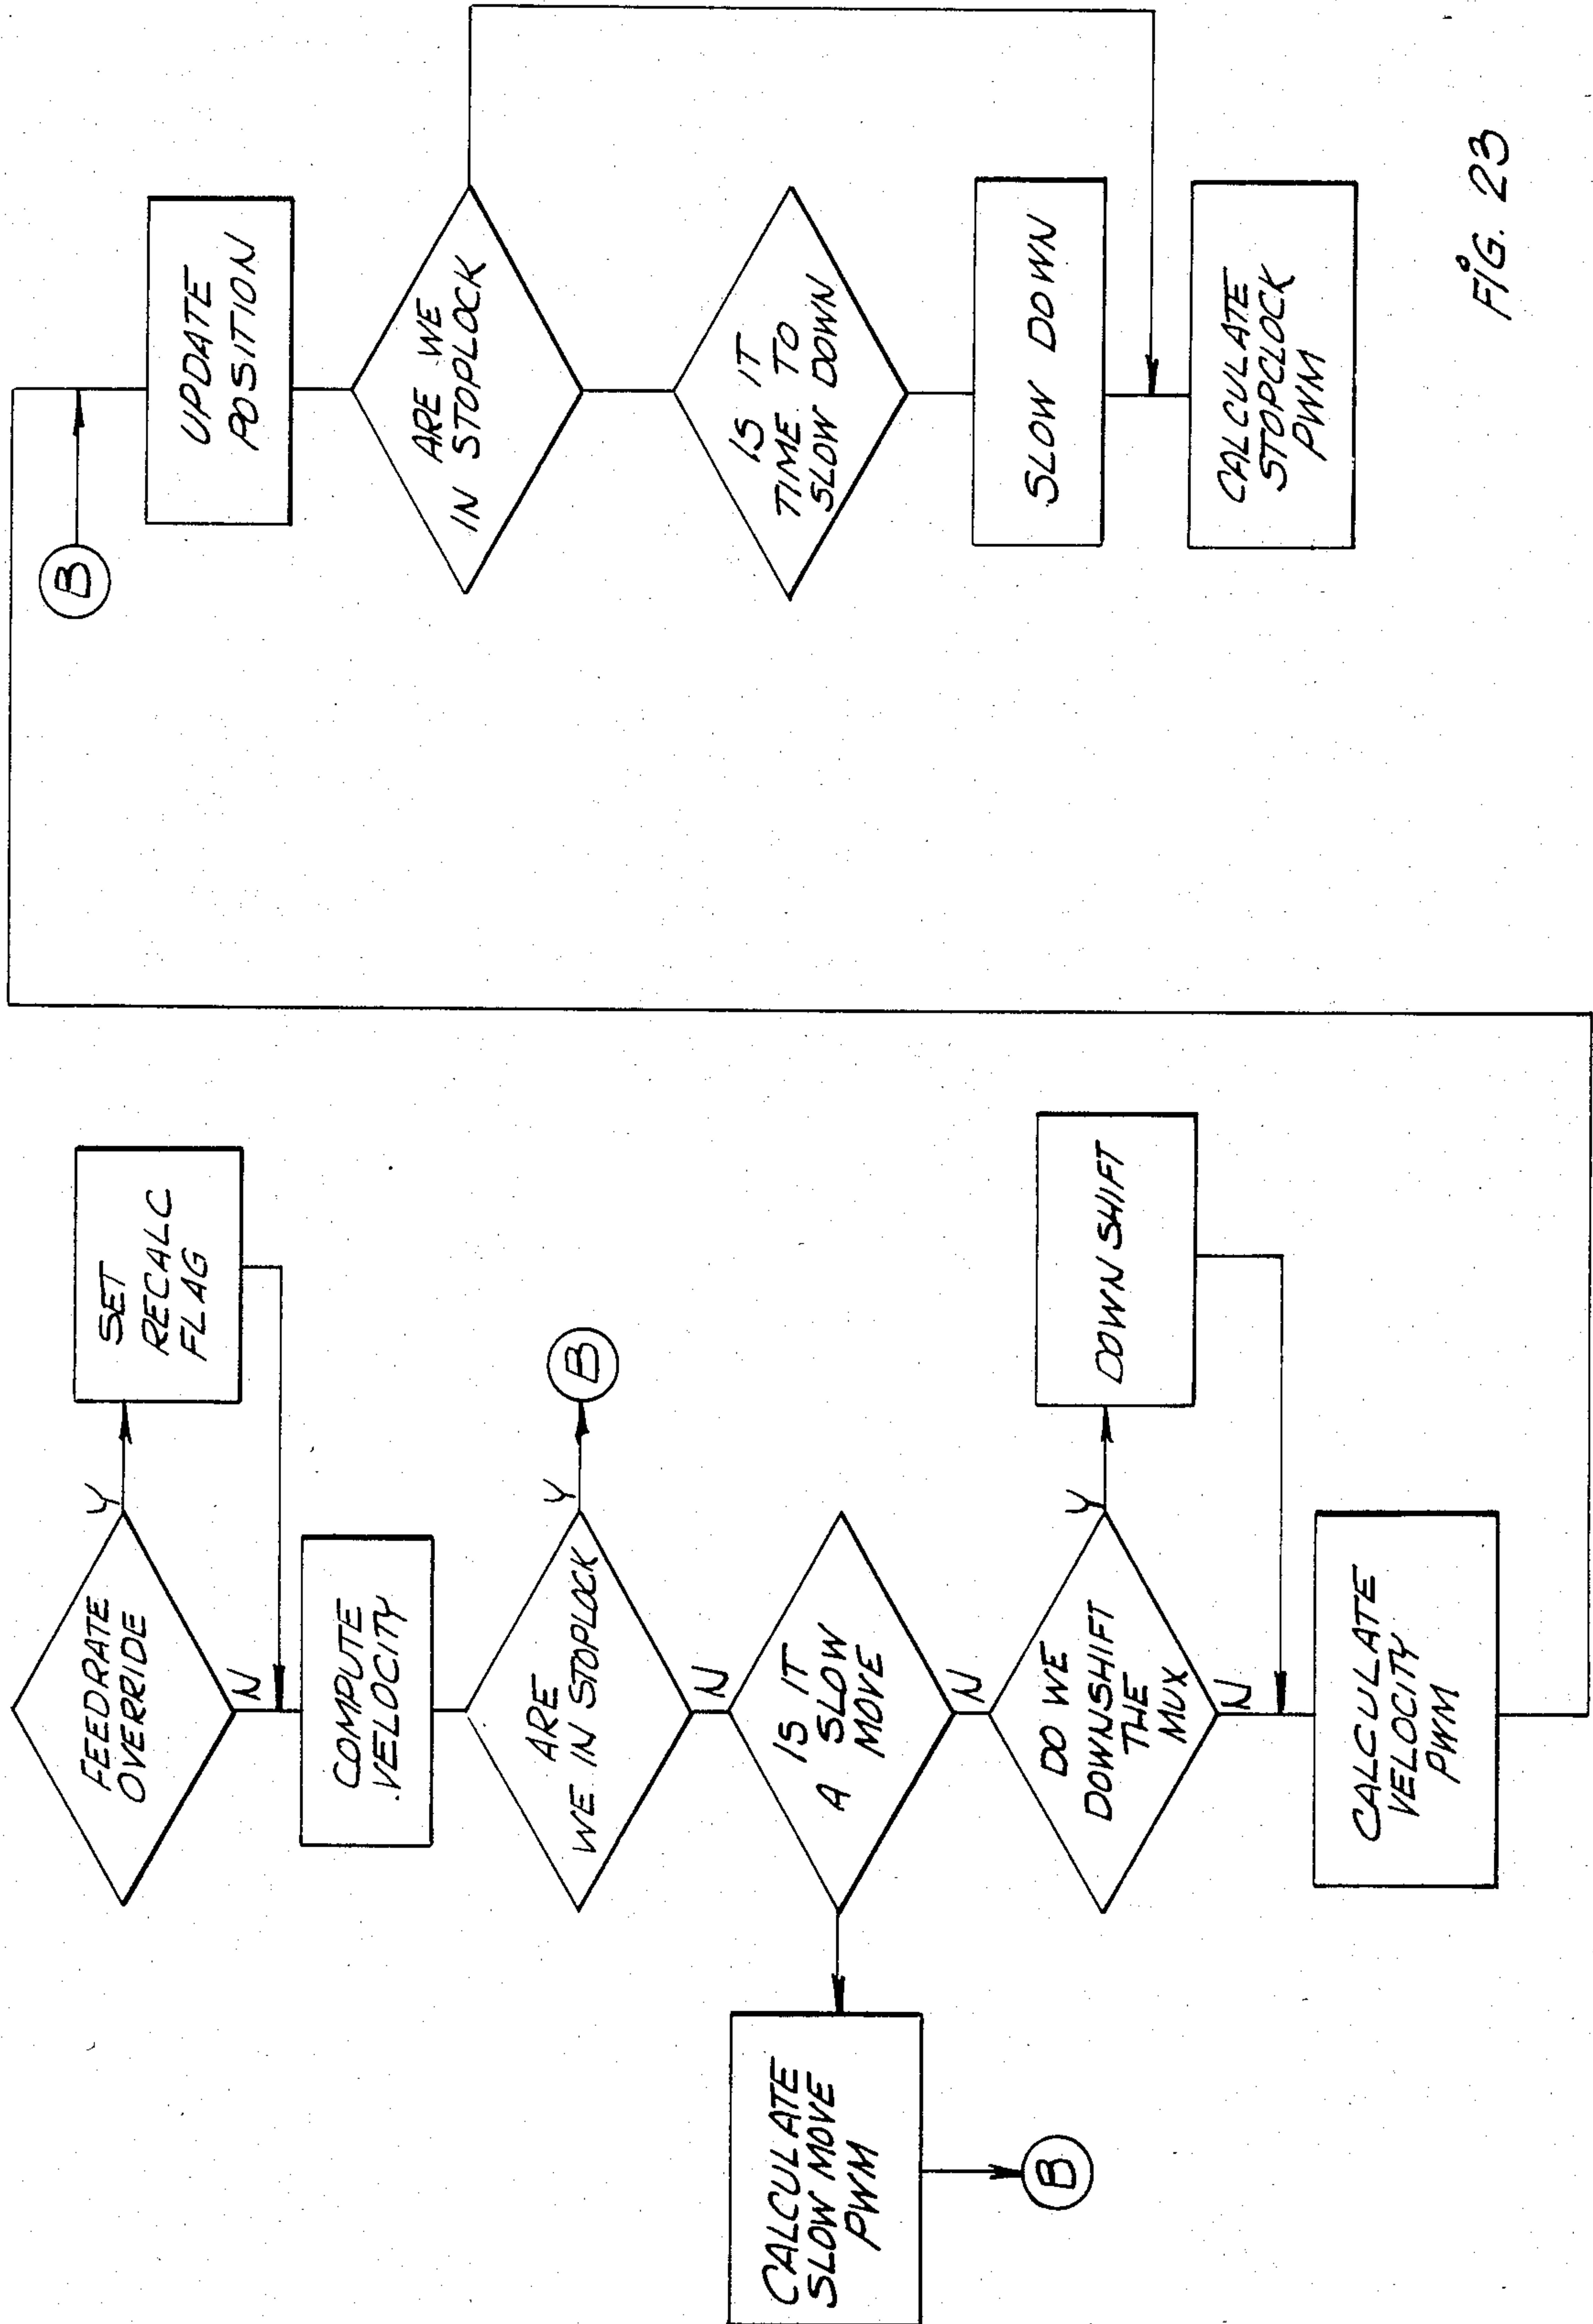 FEEDRATE
OVERRIDE
Y
SET
RECALC
FLAG
N
COMPUTE
VELOCITY
ARE
WE IN STOPLOCK
Y
B
N
IS IT
A SLOW
MOVE
CALCULATE
SLOW MOVE
PWM
B
N
DO WE
DOWNSHIFT
THE
MUX
Y
DOWNSHIFT
N
CALCULATE
VELOCITY
PWM
B
UPDATE
POSITION
ARE WE
IN STOPLOCK
IS IT
TIME TO
SLOW DOWN
SLOW DOWN
CALCULATE
STOPCLOCK
PWM
FIG. 23